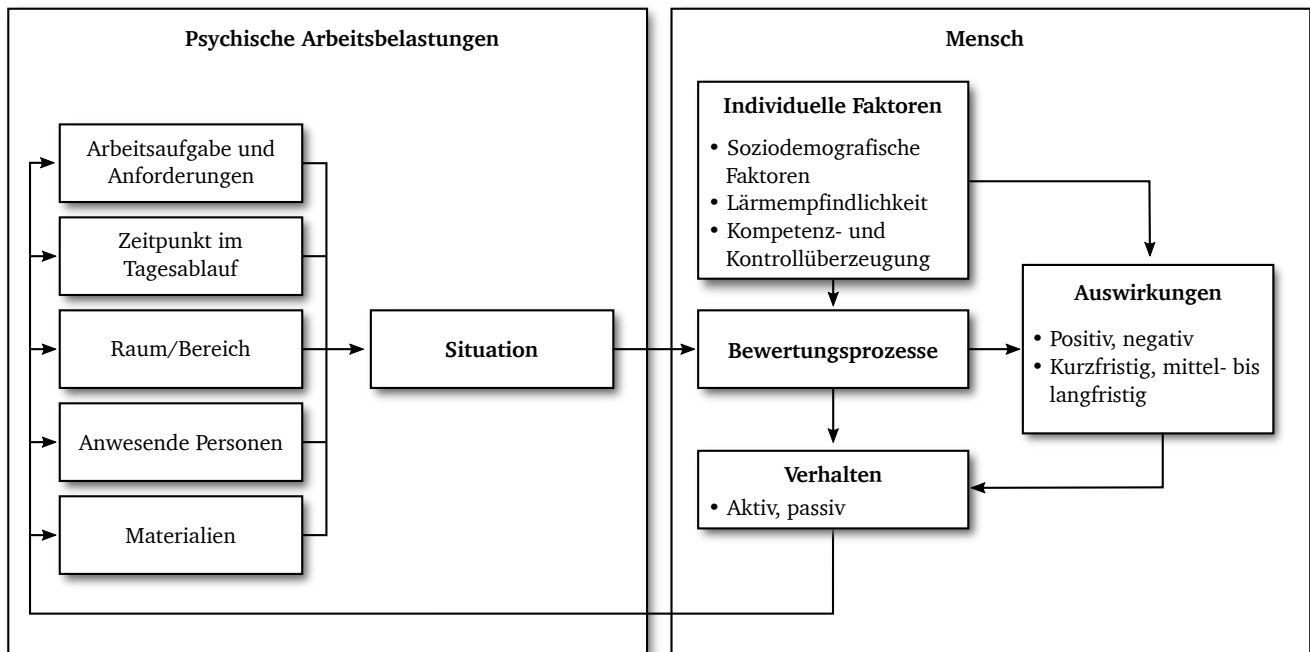 Psychische Arbeitsbelastungen
Arbeitsaufgabe und
Anforderungen
Zeitpunkt im
Tagesablauf
Raum/Bereich
Anwesende Personen
Materialien
Situation
Mensch
Individuelle Faktoren
• Soziodemografische
Faktoren
• Lärmempfindlichkeit
• Kompetenz- und
Kontrollüberzeugung
Bewertungsprozesse
Auswirkungen
• Positiv, negativ
• Kurzfristig, mittel- bis
langfristig
Verhalten
• Aktiv, passiv